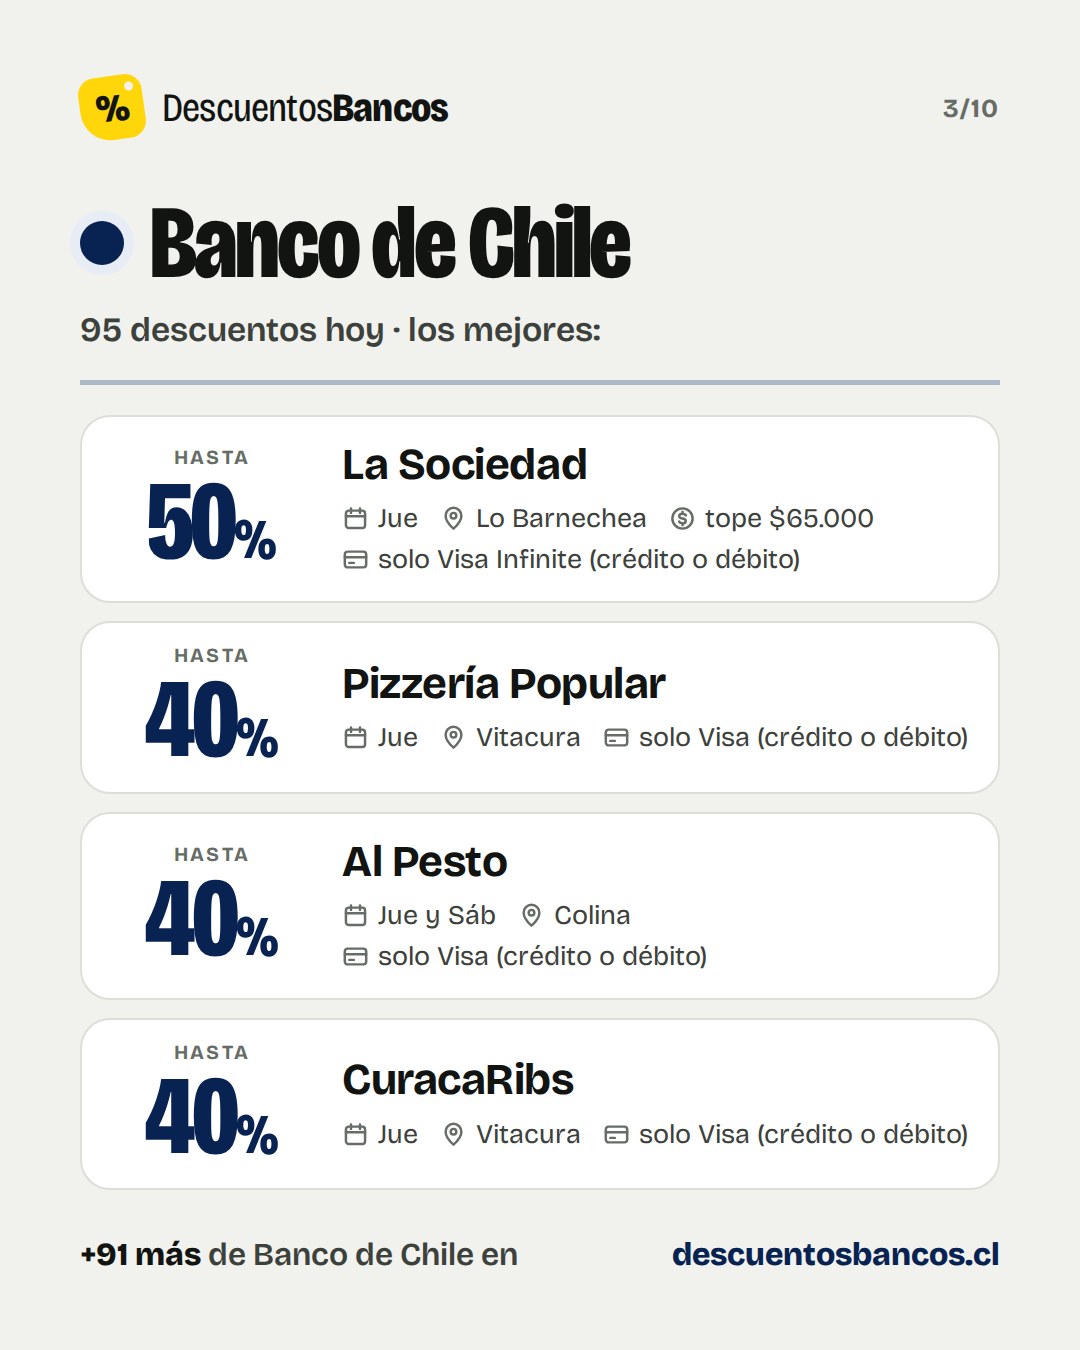 % DescuentosBancos
3/10
Banco de Chile
95 descuentos hoy · los mejores:
HASTA
50%
La Sociedad
Jue Lo Barnechea tope $65.000
solo Visa Infinite (crédito o débito)
HASTA
40%
Pizzería Popular
Jue Vitacura solo Visa (crédito o débito)
HASTA
40%
Al Pesto
Jue y Sáb Colina
solo Visa (crédito o débito)
HASTA
40%
CuracaRibs
Jue Vitacura solo Visa (crédito o débito)
+91 más de Banco de Chile en
descuentosbancos.cl